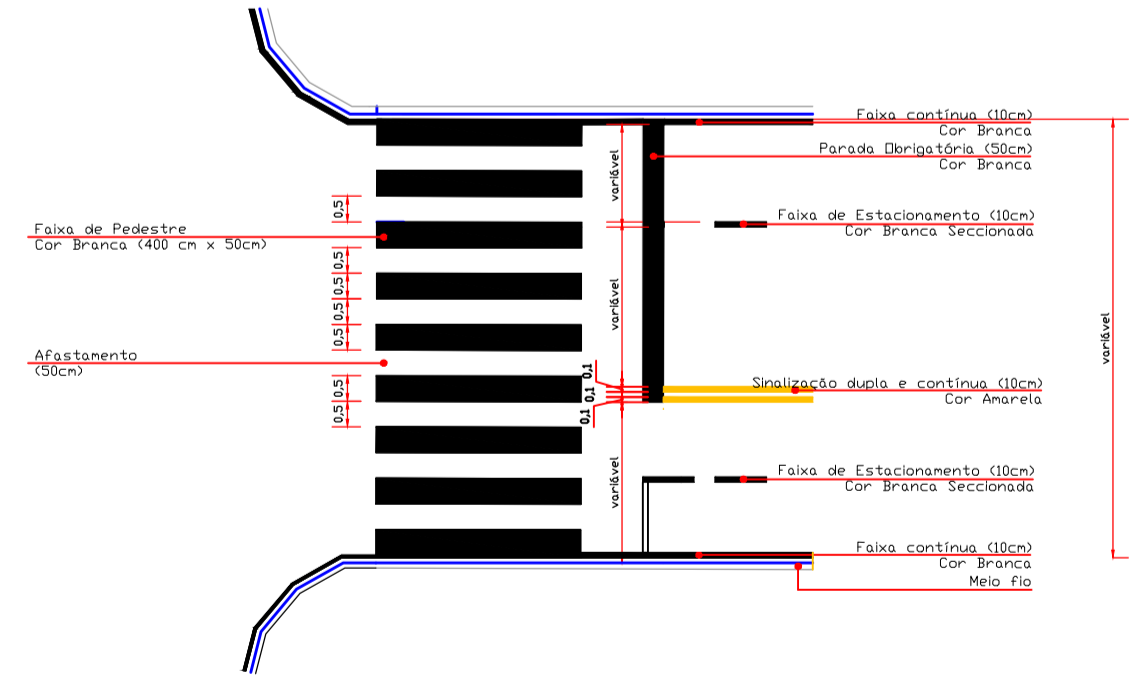 Faixa contínua (10cm)
Cor Branca
Parada Obrigatória (50cm)
Cor Branca
variável
0,5
Faixa de Estacionamento (10cm)
Cor Branca Seccionada
Faixa de Pedestre
Cor Branca (400 cm x 50cm)
0,5
0,5
0,5
0,5
variável
variável
Afastamento
(50cm)
0,1
0,1
0,1
0,5
0,5
Sinalização dupla e contínua (10cm)
Cor Amarela
variável
Faixa de Estacionamento (10cm)
Cor Branca Seccionada
Faixa contínua (10cm)
Cor Branca
Meio fio